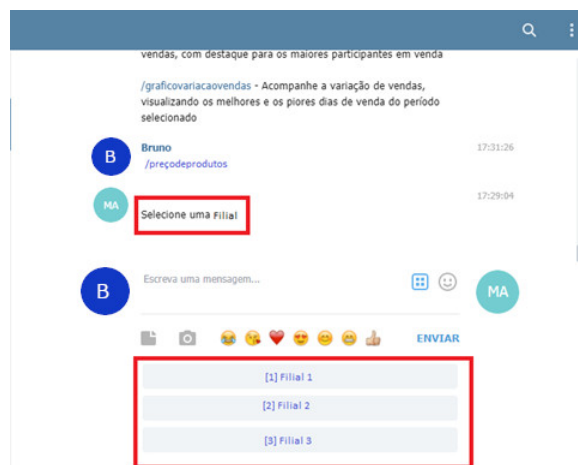 vendas, com destaque para os maiores participantes em venda
/graficovariacaovendas - Acompanhe a variação de vendas,
visualizando os melhores e os piores dias de venda do período
selecionado
B
Bruno
17:31:26
/preçodeprodutos
MA
17:29:04
Selecione uma Filial
B
Escreva uma mensagem...
MA
ENVIAR
[1] Filial 1
[2] Filial 2
[3] Filial 3